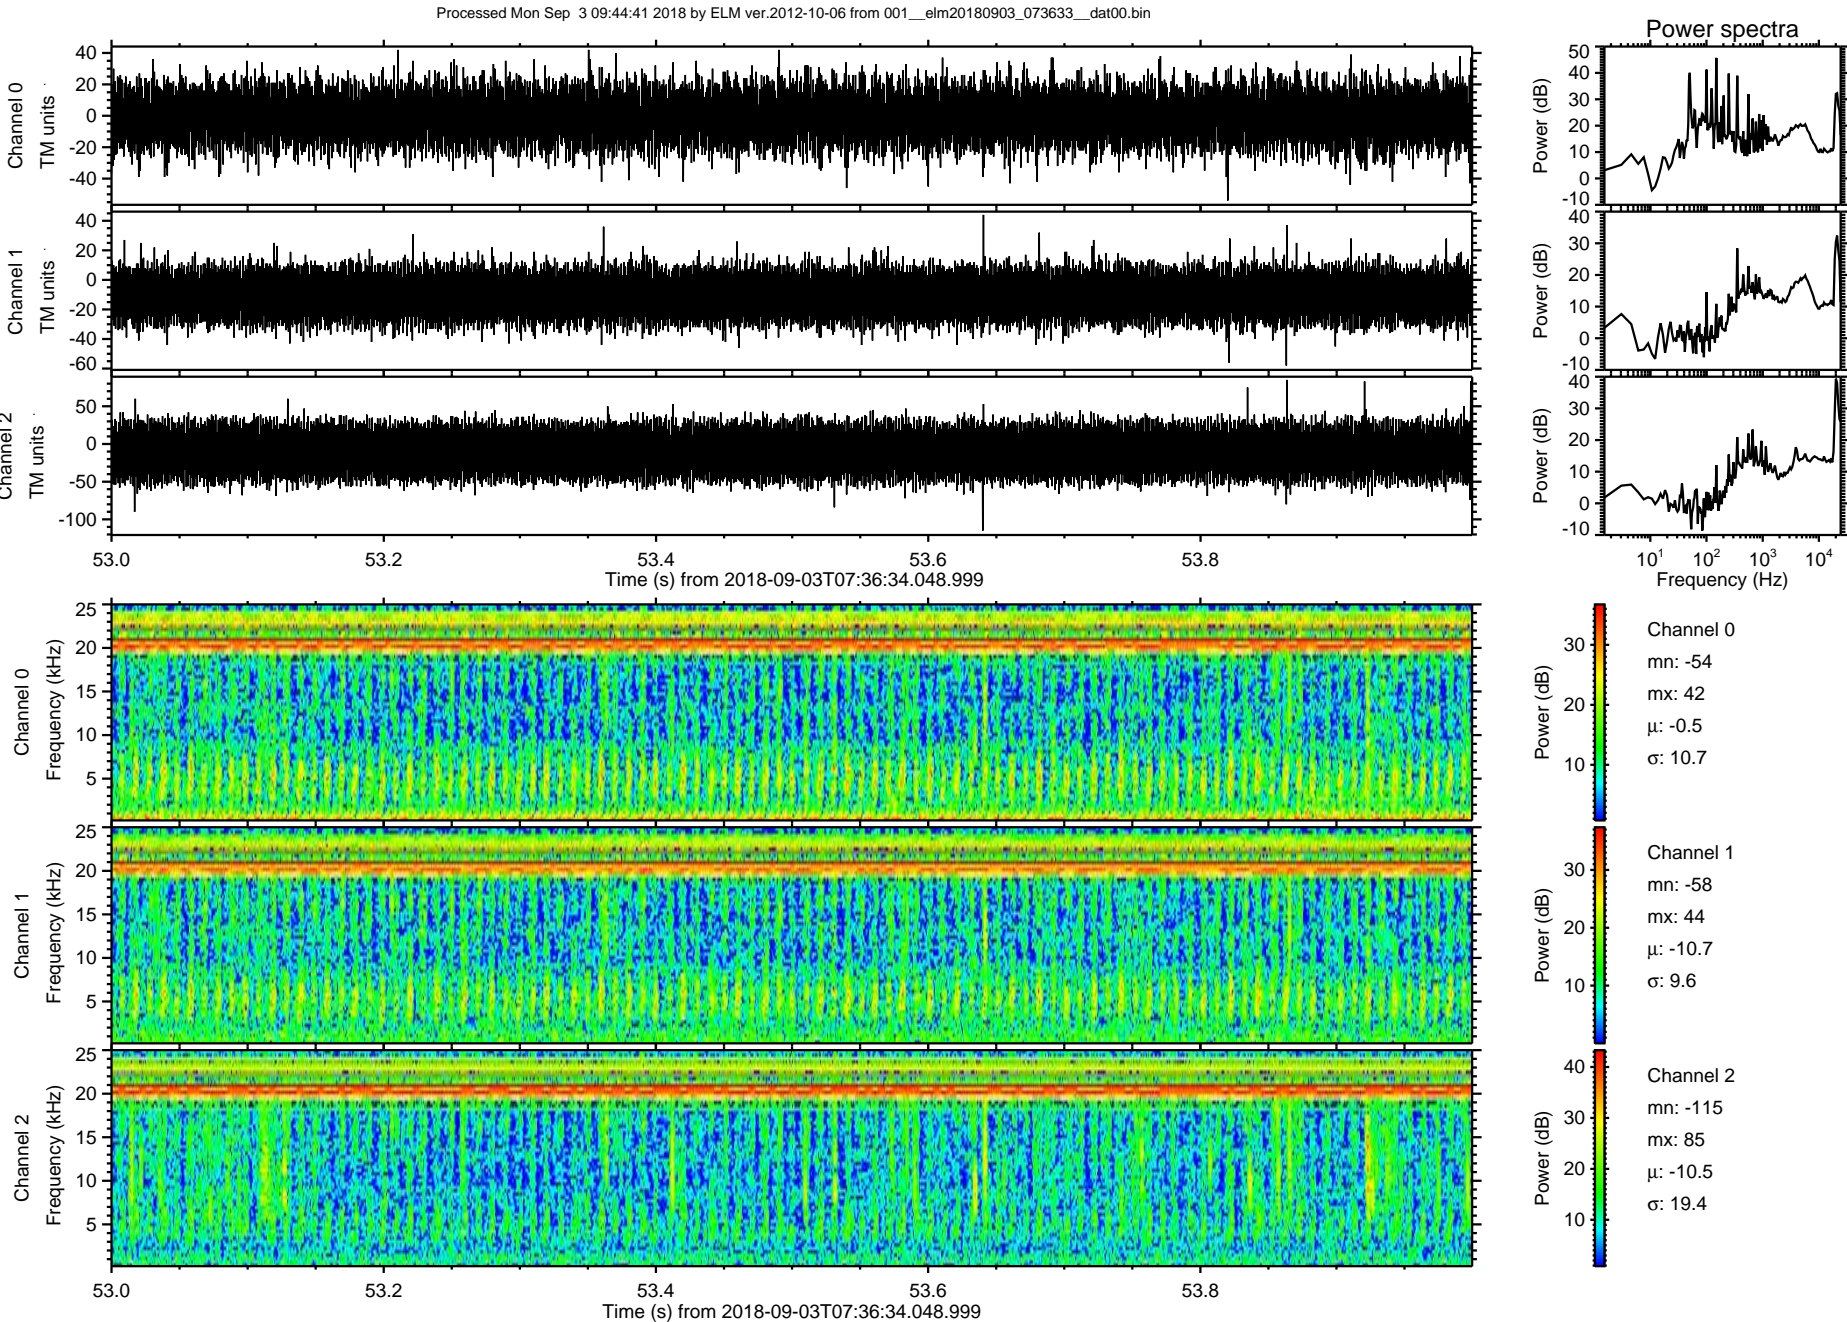 Processed Mon Sep  3 09:44:41 2018 by ELM ver.2012-10-06 from 001__elm20180903_073633__dat00.bin
Power spectra
Channel 0
TM units
40
20
0
-20
-40
Power (dB)
50
40
30
20
10
0
-10
Channel 1
TM units
40
20
0
-20
-40
-60
Power (dB)
40
30
20
10
0
-10
Channel 2
TM units
50
0
-50
-100
Power (dB)
40
30
20
10
0
-10
53.0 53.2 53.4 53.6 53.8
Time (s) from 2018-09-03T07:36:34.048.999
10^1 10^2 10^3 10^4
Frequency (Hz)
Channel 0
Frequency (kHz)
25
20
15
10
5
Power (dB)
30
20
10
Channel 0
mn: -54
mx: 42
μ: -0.5
σ: 10.7
Channel 1
Frequency (kHz)
25
20
15
10
5
Power (dB)
30
20
10
Channel 1
mn: -58
mx: 44
μ: -10.7
σ: 9.6
Channel 2
Frequency (kHz)
25
20
15
10
5
Power (dB)
40
30
20
10
Channel 2
mn: -115
mx: 85
μ: -10.5
σ: 19.4
53.0 53.2 53.4 53.6 53.8
Time (s) from 2018-09-03T07:36:34.048.999